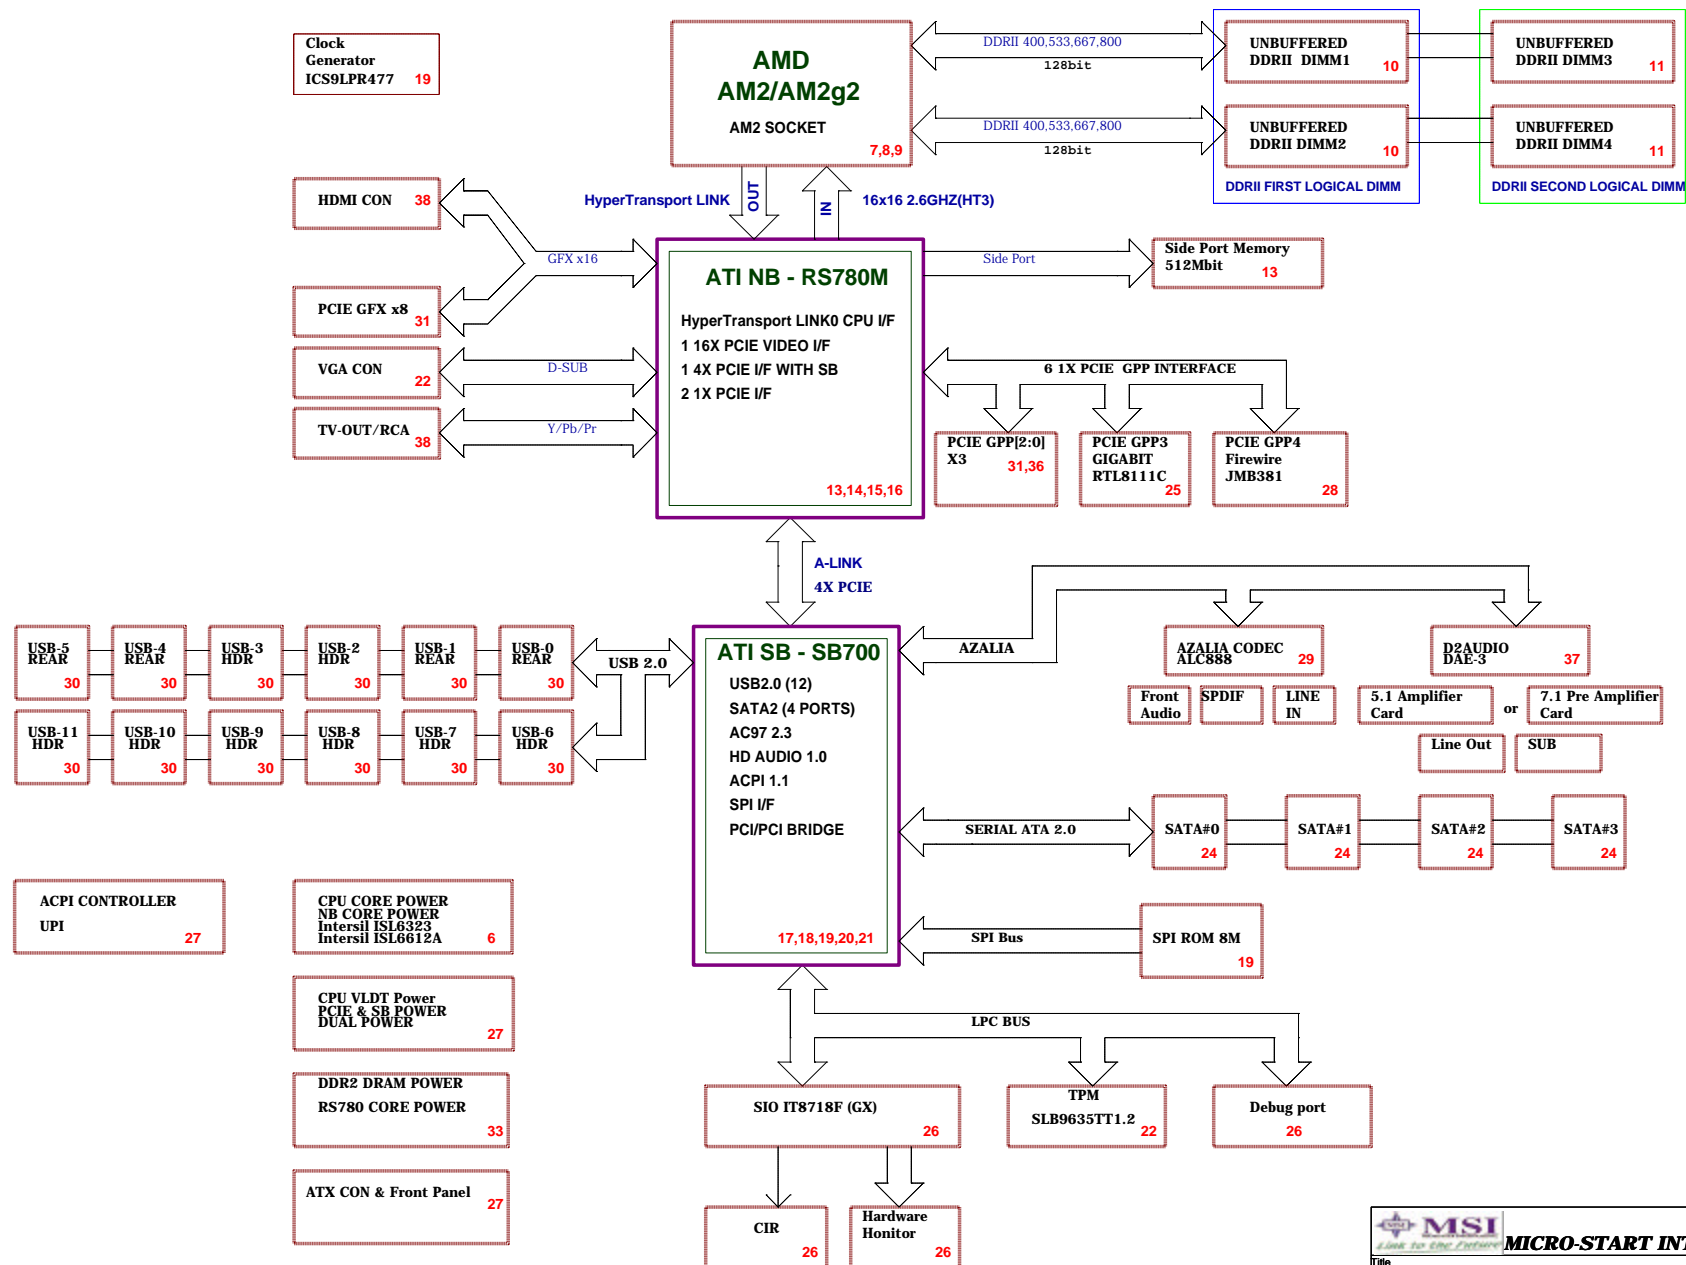 Clock
Generator
ICS9LPR477 19
AMD
AM2/AM2g2
AM2 SOCKET
7,8,9
DDRII 400,533,667,800
128bit
DDRII 400,533,667,800
128bit
UNBUFFERED
DDRII DIMM1 10
UNBUFFERED
DDRII DIMM3 11
UNBUFFERED
DDRII DIMM2 10
UNBUFFERED
DDRII DIMM4 11
DDRII FIRST LOGICAL DIMM
DDRII SECOND LOGICAL DIMM
HyperTransport LINK
OUT
IN
16x16 2.6GHZ(HT3)
HDMI CON 38
GFX x16
PCIE GFX x8 31
VGA CON 22
D-SUB
TV-OUT/RCA 38
Y/Pb/Pr
ATI NB - RS780M
HyperTransport LINK0 CPU I/F
1 16X PCIE VIDEO I/F
1 4X PCIE I/F WITH SB
2 1X PCIE I/F
13,14,15,16
Side Port
Side Port Memory
512Mbit 13
6 1X PCIE GPP INTERFACE
PCIE GPP[2:0]
X3 31,36
PCIE GPP3
GIGABIT
RTL8111C
25
PCIE GPP4
Firewire
JMB381
28
A-LINK
4X PCIE
USB-5
REAR
30
USB-4
REAR
30
USB-3
HDR
30
USB-2
HDR
30
USB-1
REAR
30
USB-0
REAR
30
USB 2.0
USB-11
HDR
30
USB-10
HDR
30
USB-9
HDR
30
USB-8
HDR
30
USB-7
HDR
30
USB-6
HDR
30
ATI SB - SB700
USB2.0 (12)
SATA2 (4 PORTS)
AC97 2.3
HD AUDIO 1.0
ACPI 1.1
SPI I/F
PCI/PCI BRIDGE
17,18,19,20,21
AZALIA
AZALIA CODEC
ALC888 29
D2AUDIO
DAE-3 37
Front
Audio
SPDIF
LINE
IN
5.1 Amplifier
Card
or
7.1 Pre Amplifier
Card
Line Out
SUB
SERIAL ATA 2.0
SATA#0
24
SATA#1
24
SATA#2
24
SATA#3
24
SPI Bus
SPI ROM 8M
19
ACPI CONTROLLER
UPI 27
CPU CORE POWER
NB CORE POWER
Intersil ISL6323
Intersil ISL6612A 6
CPU VLDT Power
PCIE & SB POWER
DUAL POWER
27
DDR2 DRAM POWER
RS780 CORE POWER
33
ATX CON & Front Panel 27
LPC BUS
SIO IT8718F (GX)
26
TPM
SLB9635TT1.2 22
Debug port
26
CIR
26
Hardware
Honitor
26
MSI
Link to the Future
MICRO-START INT
Title